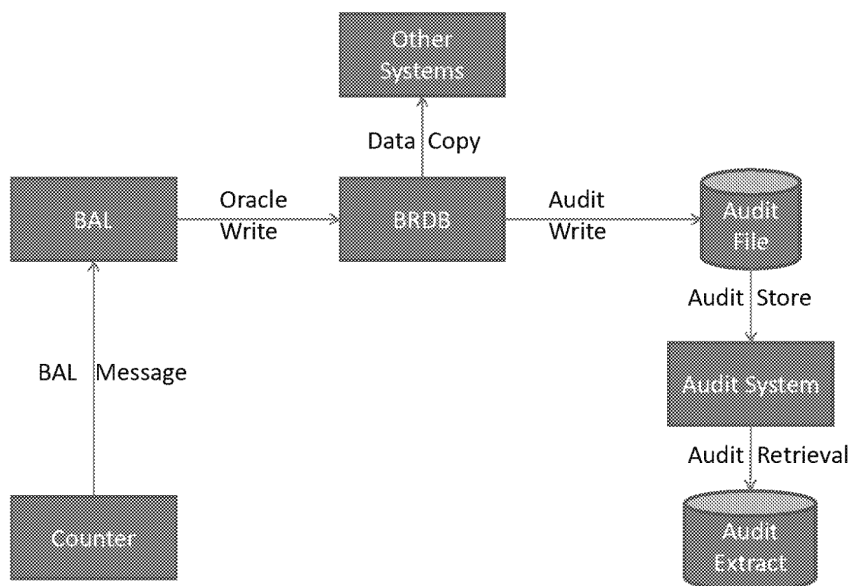 Other
Systems
Data Copy
BAL
Oracle
Write
BRDB
Audit
Write
Audit
File
Audit Store
BAL Message
Audit System
Audit Retrieval
Counter
Audit
Extract